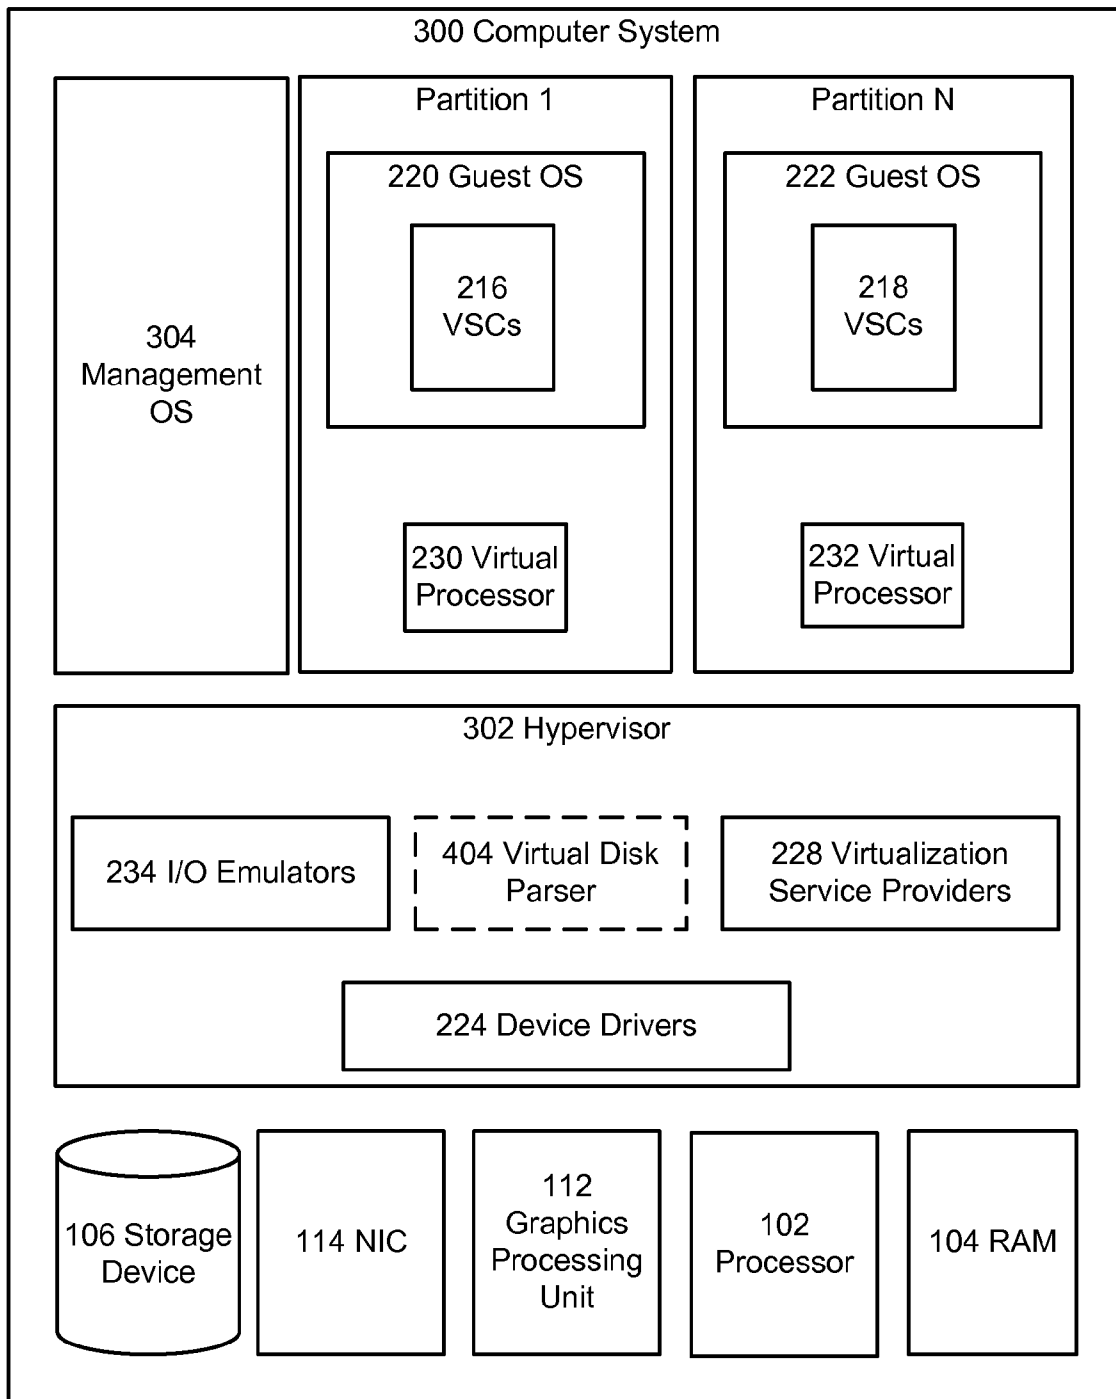 300 Computer System
Partition 1
Partition N
220 Guest OS
222 Guest OS
216
VSCs
218
VSCs
304
Management
OS
230 Virtual
Processor
232 Virtual
Processor
302 Hypervisor
234 I/O Emulators
404 Virtual Disk
Parser
228 Virtualization
Service Providers
224 Device Drivers
106 Storage
Device
114 NIC
112
Graphics
Processing
Unit
102
Processor
104 RAM